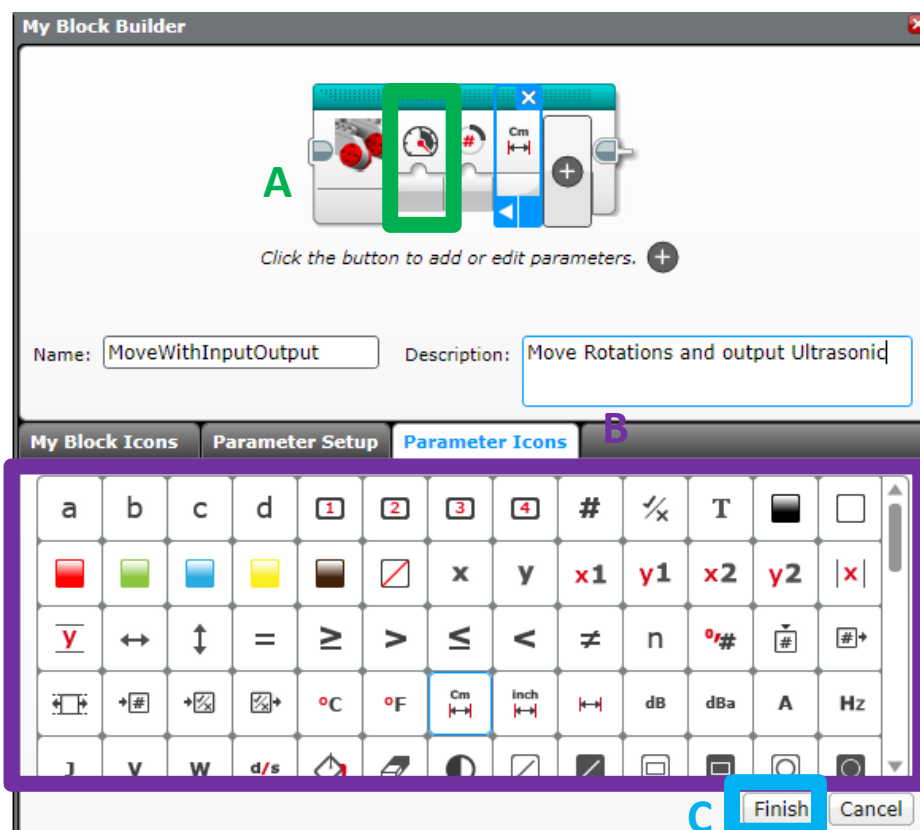 My Block Builder
#
Cm
A
Click the button to add or edit parameters.
Name: MoveWithInputOutput Description: Move Rotations and output Ultrasonic
My Block Icons Parameter Setup Parameter Icons B
a b c d 1 2 3 4 # T
x y x1 y1 x2 y2 |x|
y ↔ ↕ = ≥ > ≤ < ≠ n °/# # #
# °C °F Cm inch dB dBa A Hz
J V W d/s
C Finish Cancel